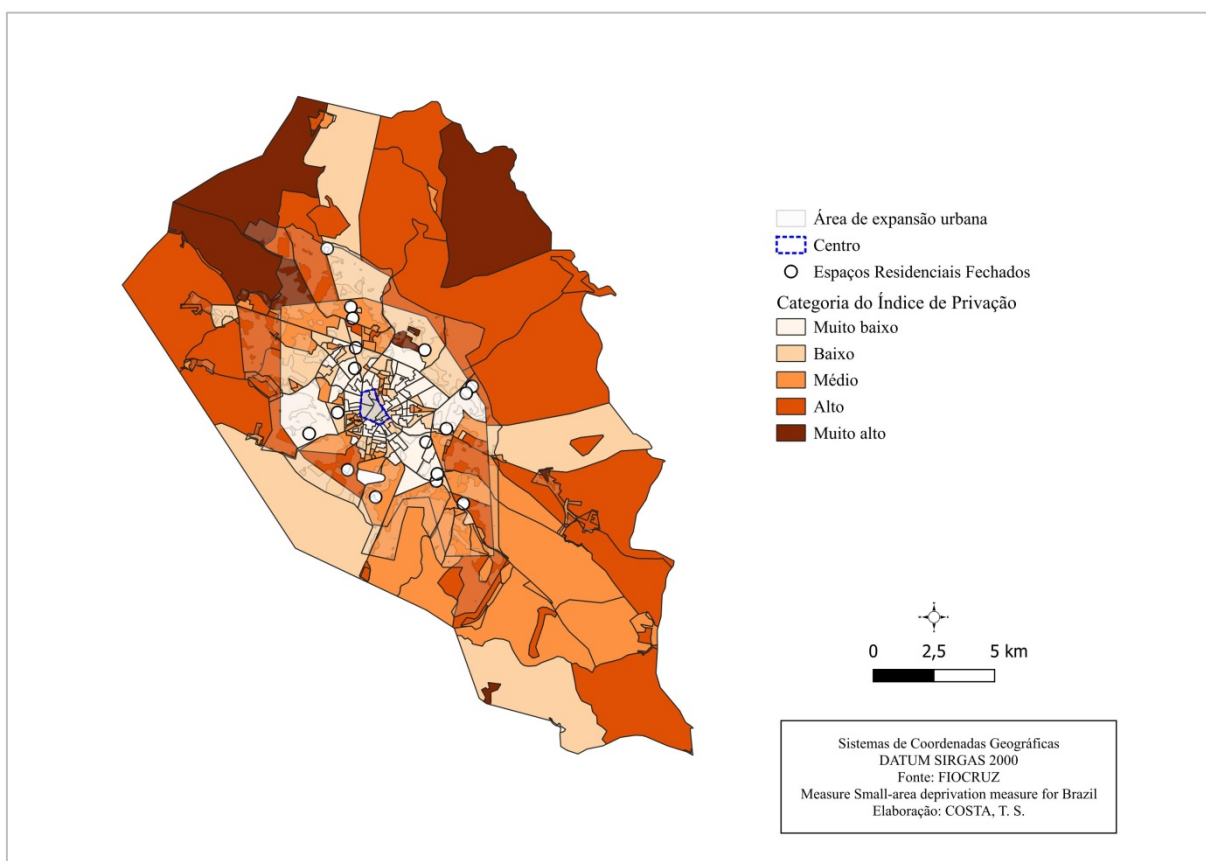 Área de expansão urbana
Centro
Espaços Residenciais Fechados
Categoria do Índice de Privação
Muito baixo
Baixo
Médio
Alto
Muito alto
0 2,5 5 km
Sistemas de Coordenadas Geográficas
DATUM SIRGAS 2000
Fonte: FIOCRUZ
Measure Small-area deprivation measure for Brazil
Elaboração: COSTA, T. S.